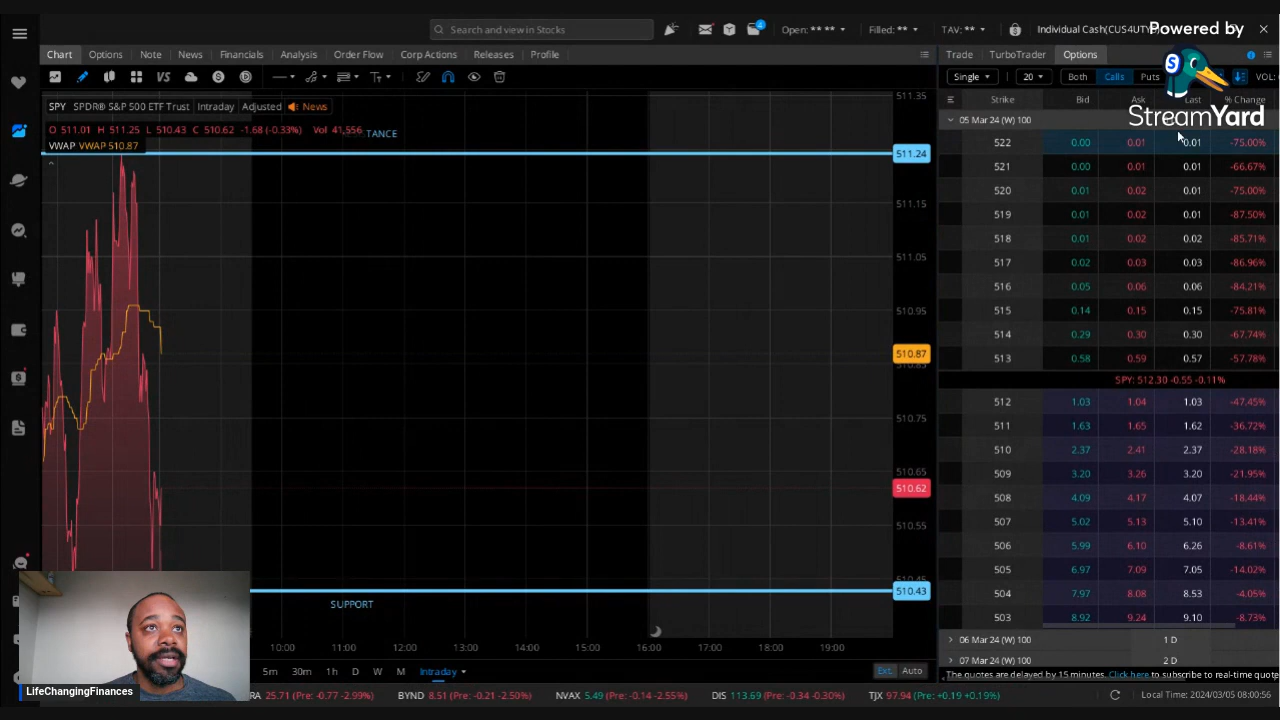 Search and view in Stocks
4
Open: ** **
Filled: **
TAV: **
Individual Cash(CUS4UTY
Powered by
StreamYard
Chart
Options
Note
News
Financials
Analysis
Order Flow
Corp Actions
Releases
Profile
Trade
TurboTrader
Options
VS
Single
20
Both
Calls
Puts
VOL:
SPY SPDR® S&P 500 ETF Trust Intraday Adjusted News
O 511.01 H 511.25 L 510.43 C 510.62 -1.68 (-0.33%) Vol 41,556
TANCE
VWAP VWAP 510.87
511.35
511.24
511.15
511.05
510.95
510.87
510.85
510.75
510.65
510.62
510.55
510.45
510.43
SUPPORT
10:00 11:00 12:00 13:00 14:00 15:00 16:00 17:00 18:00 19:00
5m 30m 1h D W M Intraday
Ext. Auto
Strike Bid Ask Last % Change
05 Mar 24 (W) 100
522 0.00 0.01 0.01 -75.00%
521 0.00 0.01 0.01 -66.67%
520 0.01 0.02 0.01 -75.00%
519 0.01 0.02 0.01 -87.50%
518 0.01 0.02 0.02 -85.71%
517 0.02 0.03 0.03 -86.96%
516 0.05 0.06 0.06 -84.21%
515 0.14 0.15 0.15 -75.81%
514 0.29 0.30 0.30 -67.74%
513 0.58 0.59 0.57 -57.78%
SPY: 512.30 -0.55 -0.11%
512 1.03 1.04 1.03 -47.45%
511 1.63 1.65 1.62 -36.72%
510 2.37 2.41 2.37 -28.18%
509 3.20 3.26 3.20 -21.95%
508 4.09 4.17 4.07 -18.44%
507 5.02 5.13 5.10 -13.41%
506 5.99 6.10 6.26 -8.61%
505 6.97 7.09 7.05 -14.02%
504 7.97 8.08 8.53 -4.05%
503 8.92 9.24 9.10 -8.73%
06 Mar 24 (W) 100 1 D
07 Mar 24 (W) 100 2 D
The quotes are delayed by 15 minutes. Click here to subscribe to real-time quote
LifeChangingFinances
RA 25.71 (Pre: -0.77 -2.99%) BYND 8.51 (Pre: -0.21 -2.50%) NVAX 5.49 (Pre: -0.14 -2.55%) DIS 113.69 (Pre: -0.34 -0.30%) TJX 97.94 (Pre: +0.19 +0.19%)
Local Time: 2024/03/05 08:00:56